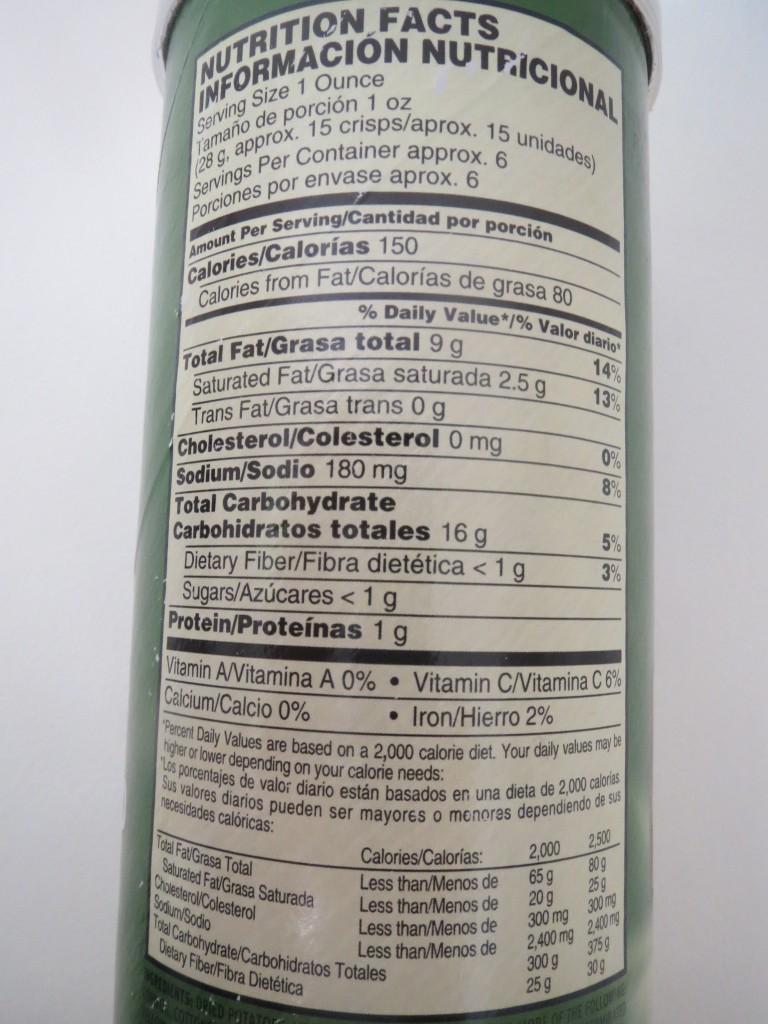 NUTRITION FACTS
INFORMACIÓN NUTRICIONAL
Serving Size 1 Ounce
Tamaño de porción 1 oz
(28 g, approx. 15 crisps/aprox. 15 unidades)
Servings Per Container approx. 6
Porciones por envase aprox. 6
Amount Per Serving/Cantidad por porción
Calories/Calorías 150
Calories from Fat/Calorías de grasa 80
% Daily Value*/% Valor diario*
Total Fat/Grasa total 9 g 14%
Saturated Fat/Grasa saturada 2.5 g 13%
Trans Fat/Grasa trans 0 g
Cholesterol/Colesterol 0 mg 0%
Sodium/Sodio 180 mg 8%
Total Carbohydrate
Carbohidratos totales 16 g 5%
Dietary Fiber/Fibra dietética < 1 g 3%
Sugars/Azúcares < 1 g
Protein/Proteínas 1 g
Vitamin A/Vitamina A 0% • Vitamin C/Vitamina C 6%
Calcium/Calcio 0% • Iron/Hierro 2%
*Percent Daily Values are based on a 2,000 calorie diet. Your daily values may be
higher or lower depending on your calorie needs:
*Los porcentajes de valor diario están basados en una dieta de 2,000 calorías.
Sus valores diarios pueden ser mayores o menores dependiendo de sus
necesidades calóricas:
Calories/Calorías: 2,000 2,500
Total Fat/Grasa Total Less than/Menos de 65 g 80 g
Saturated Fat/Grasa Saturada Less than/Menos de 20 g 25 g
Cholesterol/Colesterol Less than/Menos de 300 mg 300 mg
Sodium/Sodio Less than/Menos de 2,400 mg 2,400 mg
Total Carbohydrate/Carbohidratos Totales 300 g 375 g
Dietary Fiber/Fibra Dietética 25 g 30 g
INGREDIENTS: DRIED OF THE